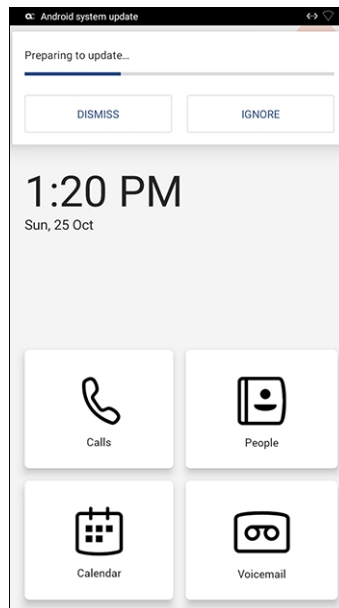 Android system update
Preparing to update...
DISMISS
IGNORE
1:20 PM
Sun, 25 Oct
Calls
People
Calendar
Voicemail